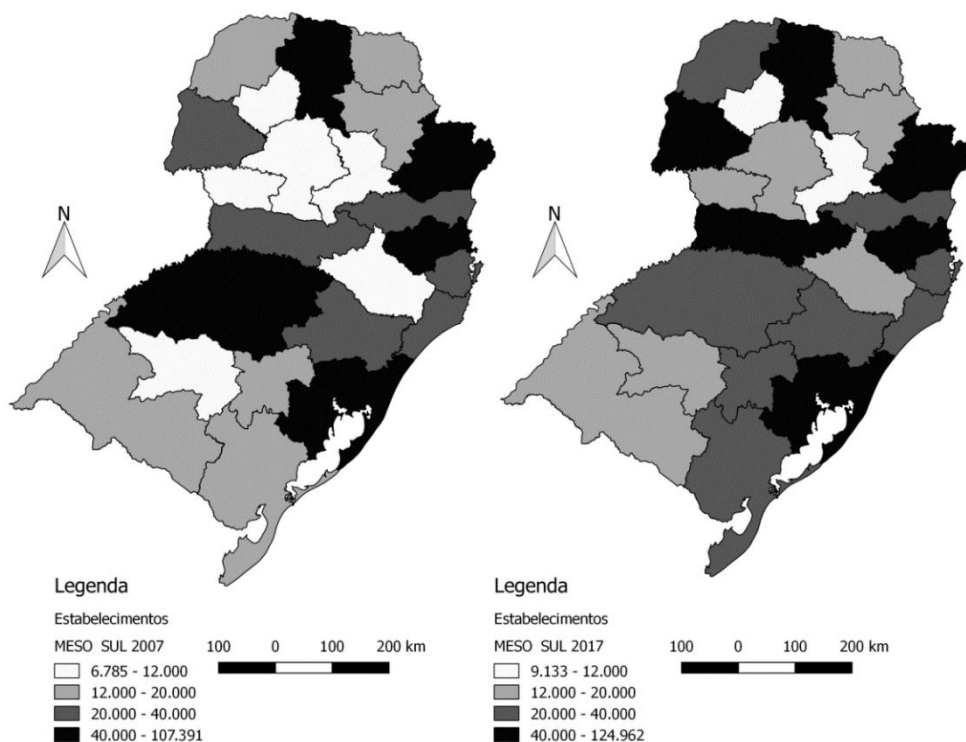 N
N
Legenda
Estabelecimentos
MESO SUL 2007
100 0 100 200 km
6.785 - 12.000
12.000 - 20.000
20.000 - 40.000
40.000 - 107.391
Legenda
Estabelecimentos
MESO SUL 2017
100 0 100 200 km
9.133 - 12.000
12.000 - 20.000
20.000 - 40.000
40.000 - 124.962